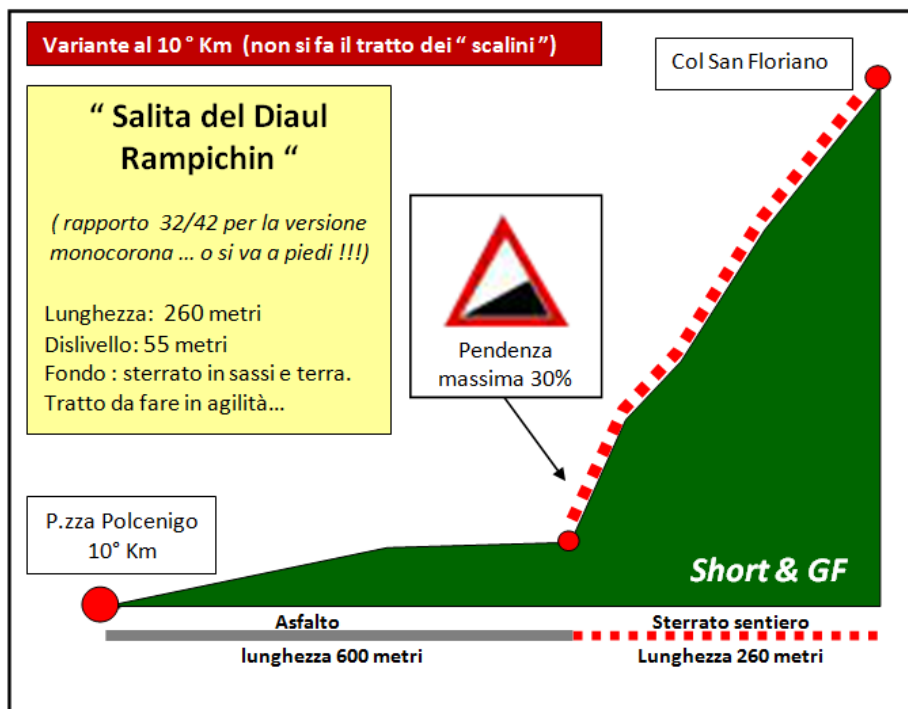 Variante al 10° Km (non si fa il tratto dei “ scalini ”)
Col San Floriano
“ Salita del Diaul
Rampichin “
( rapporto 32/42 per la versione
monocorona ... o si va a piedi !!!)
Lunghezza: 260 metri
Dislivello: 55 metri
Fondo : sterrato in sassi e terra.
Tratto da fare in agilità...
Pendenza
massima 30%
P.zza Polcenigo
10° Km
Short & GF
Asfalto
lunghezza 600 metri
Sterrato sentiero
Lunghezza 260 metri